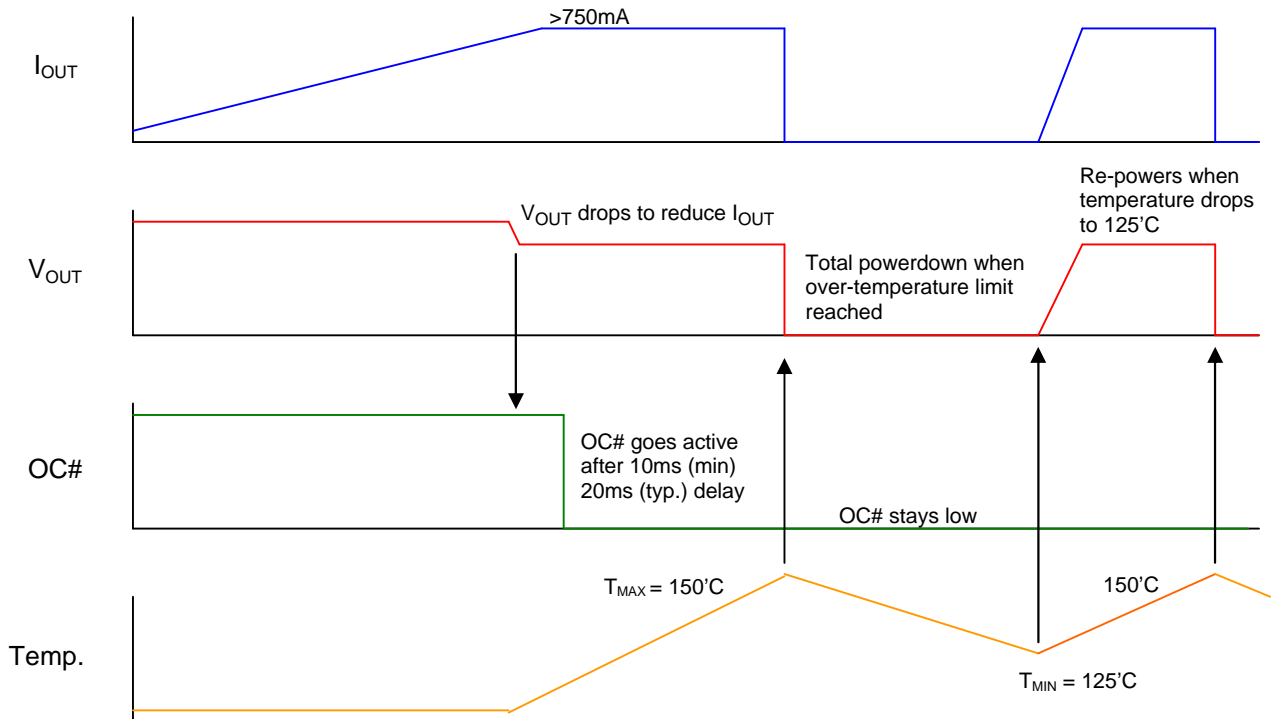 >750mA
IOUT
Re-powers when
temperature drops
to 125'C
VOUT drops to reduce IOUT
VOUT
Total powerdown when
over-temperature limit
reached
OC# goes active
after 10ms (min)
20ms (typ.) delay
OC#
OC# stays low
TMAX = 150'C
150'C
Temp.
TMIN = 125'C